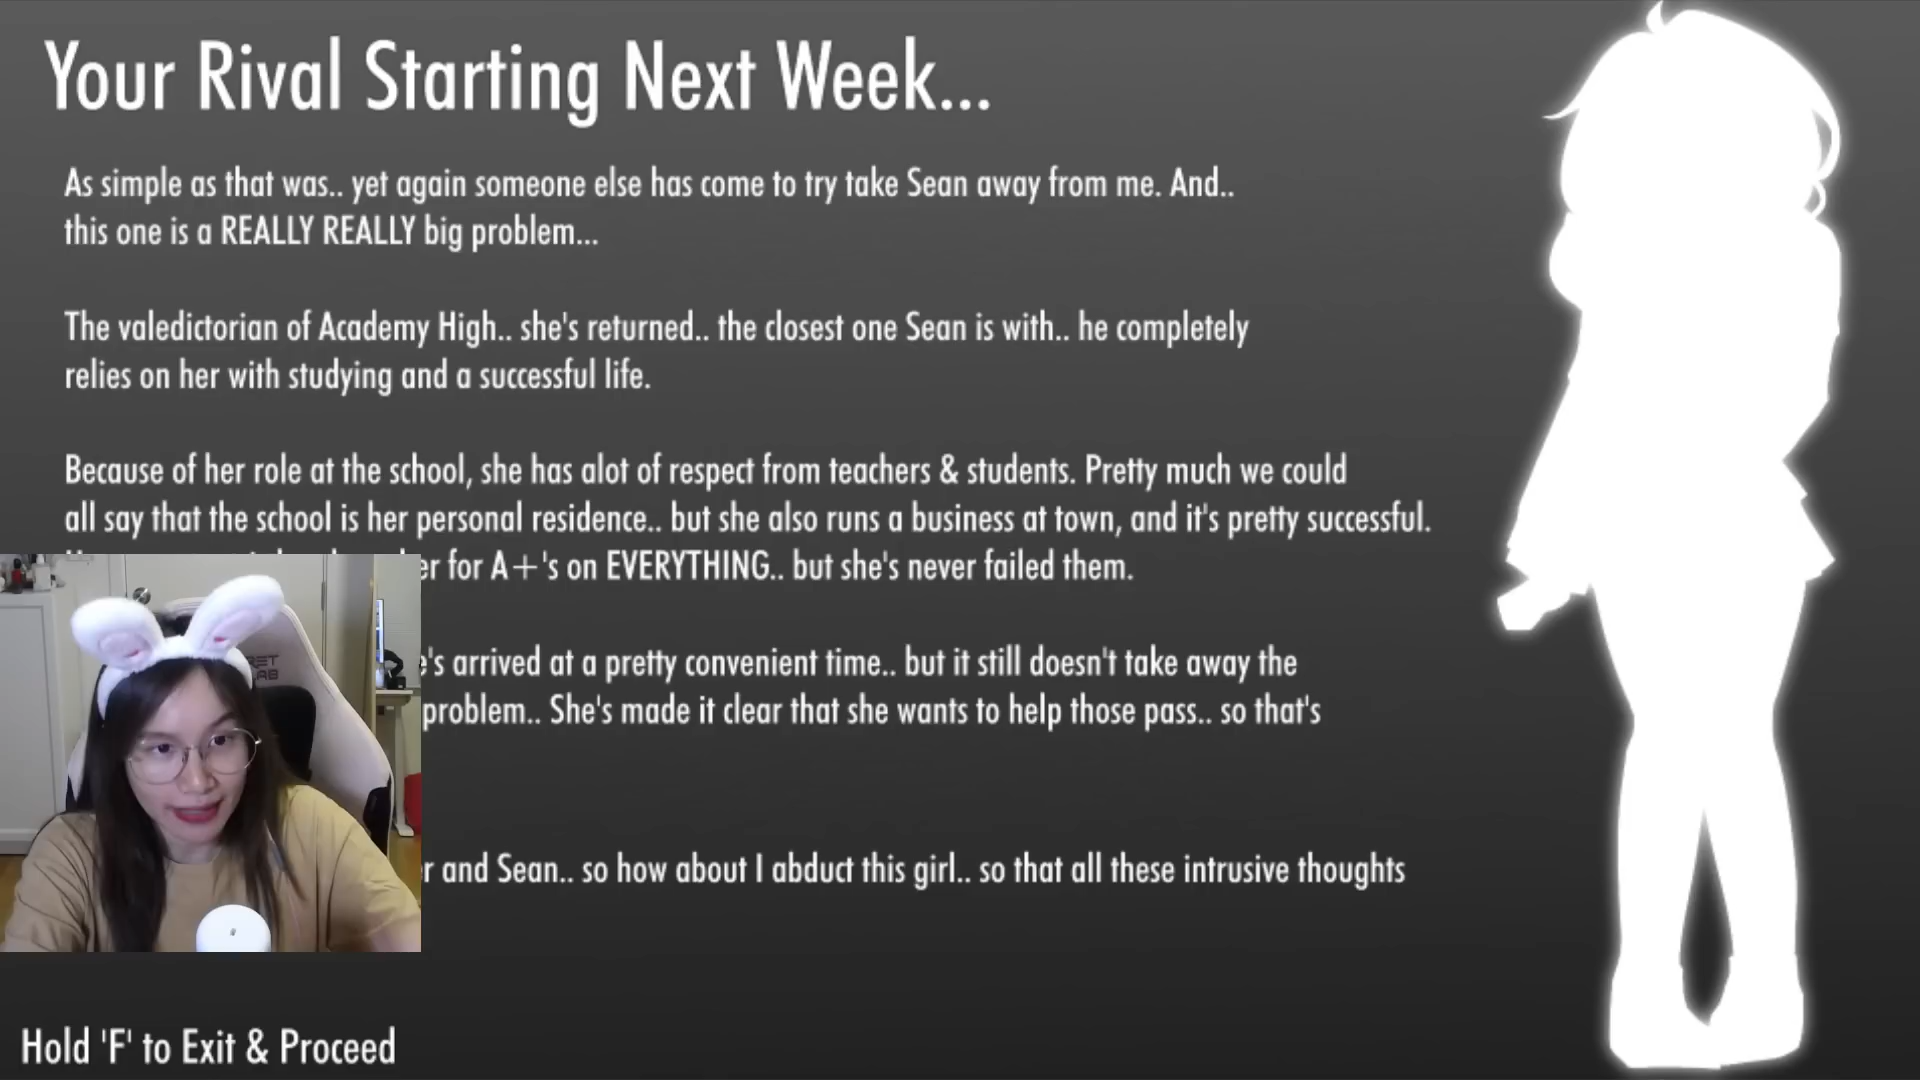 Your Rival Starting Next Week...
As simple as that was.. yet again someone else has come to try take Sean away from me. And..
this one is a REALLY REALLY big problem...
The valedictorian of Academy High.. she's returned.. the closest one Sean is with.. he completely
relies on her with studying and a successful life.
Because of her role at the school, she has alot of respect from teachers & students. Pretty much we could
all say that the school is her personal residence.. but she also runs a business at town, and it's pretty successful.
for A+'s on EVERYTHING.. but she's never failed them.
arrived at a pretty convenient time.. but it still doesn't take away the
problem.. She's made it clear that she wants to help those pass.. so that's
and Sean.. so how about I abduct this girl.. so that all these intrusive thoughts
Hold 'F' to Exit & Proceed